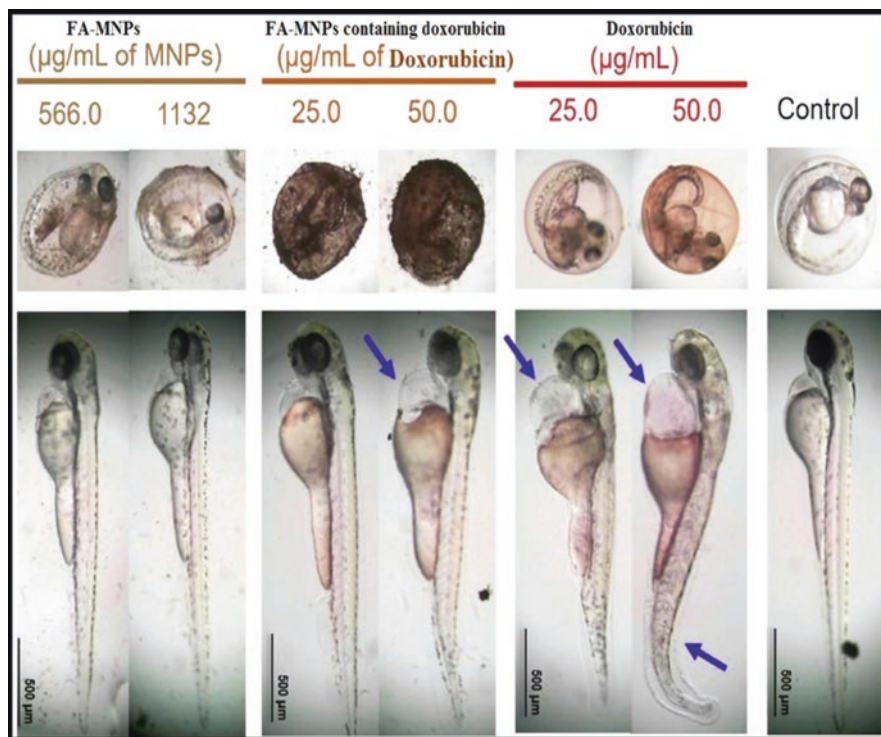 FA-MNPs
(µg/mL of MNPs)
566.0 1132
FA-MNPs containing doxorubicin
(µg/mL of Doxorubicin)
25.0 50.0
Doxorubicin
(µg/mL)
25.0 50.0
Control
500 µm
500 µm
500 µm
500 µm